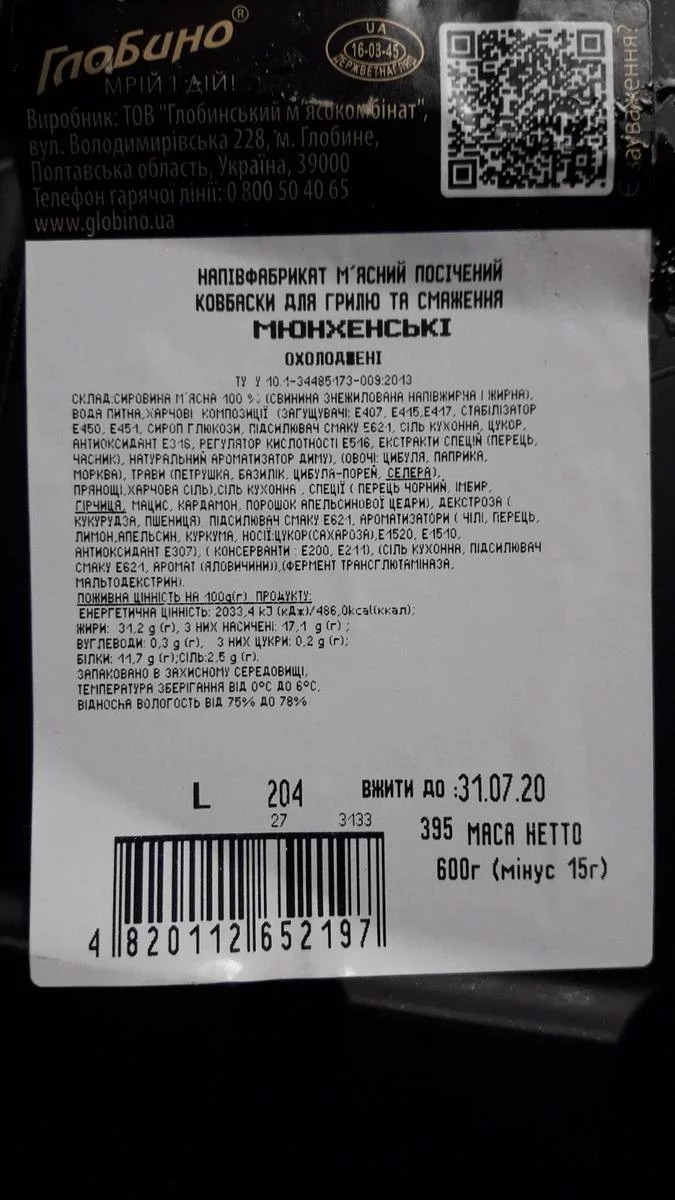 Глобино®
МРІЙ І ДІЙ!
UA
16-03-45
ДЕРЖВЕТНАГЛЯД
Є зауваження?
Виробник: ТОВ "Глобинський м'ясокомбінат",
вул. Володимирівська 228, м. Глобине,
Полтавська область, Україна, 39000
Телефон гарячої лінії: 0 800 50 40 65
www.globino.ua
НАПІВФАБРИКАТ М'ЯСНИЙ ПОСІЧЕНИЙ
КОВБАСКИ ДЛЯ ГРИЛЮ ТА СМАЖЕННЯ
МЮНХЕНСЬКІ
ОХОЛОДЖЕНІ
ТУ У 10.1-34485173-009:2013
СКЛАД:СИРОВИНА М'ЯСНА 100 % (СВИНИНА ЗНЕЖИЛОВАНА НАПІВЖИРНА І ЖИРНА),
ВОДА ПИТНА,ХАРЧОВІ КОМПОЗИЦІЇ (ЗАГУЩУВАЧІ: Е407, Е415,Е417, СТАБІЛІЗАТОР
Е450, Е451, СИРОП ГЛЮКОЗИ, ПІДСИЛЮВАЧ СМАКУ Е621, СІЛЬ КУХОННА, ЦУКОР,
АНТИОКСИДАНТ Е316, РЕГУЛЯТОР КИСЛОТНОСТІ Е516, ЕКСТРАКТИ СПЕЦІЙ (ПЕРЕЦЬ,
ЧАСНИК), НАТУРАЛЬНИЙ АРОМАТИЗАТОР ДИМУ), (ОВОЧІ: ЦИБУЛЯ, ПАПРИКА,
МОРКВА), ТРАВИ (ПЕТРУШКА, БАЗИЛІК, ЦИБУЛЯ-ПОРЕЙ, СЕЛЕРА),
ПРЯНОЩІ,ХАРЧОВА СІЛЬ),СІЛЬ КУХОННА , СПЕЦІЇ ( ПЕРЕЦЬ ЧОРНИЙ, ІМБИР,
ГІРЧИЦЯ, МАЦИС, КАРДАМОН, ПОРОШОК АПЕЛЬСИНОВОЇ ЦЕДРИ), ДЕКСТРОЗА (
КУКУРУДЗА, ПШЕНИЦЯ) ПІДСИЛЮВАЧ СМАКУ Е621, АРОМАТИЗАТОРИ ( ЧІЛІ, ПЕРЕЦЬ,
ЛИМОН,АПЕЛЬСИН, КУРКУМА, НОСІЇ:ЦУКОР(САХАРОЗА),Е1520, Е1510,
АНТИОКСИДАНТ Е307), ( КОНСЕРВАНТИ : Е200, Е211), (СІЛЬ КУХОННА, ПІДСИЛЮВАЧ
СМАКУ Е621, АРОМАТ (ЯЛОВИЧИНИ)),(ФЕРМЕНТ ТРАНСГЛЮТАМІНАЗА,
МАЛЬТОДЕКСТРИН).
ПОЖИВНА ЦІННІСТЬ НА 100g(г) ПРОДУКТУ:
ЕНЕРГЕТИЧНА ЦІННІСТЬ: 2033,4 kJ (кДж)/486,0kcal(ккал);
ЖИРИ: 31,2 g (г), З НИХ НАСИЧЕНІ: 17,1 g (г) ;
ВУГЛЕВОДИ: 0,3 g (г), З НИХ ЦУКРИ: 0,2 g (г);
БІЛКИ: 11,7 g (г);СІЛЬ:2,5 g (г).
ЗАПАКОВАНО В ЗАХИСНОМУ СЕРЕДОВИЩІ,
ТЕМПЕРАТУРА ЗБЕРІГАННЯ ВІД 0°С ДО 6°С,
ВІДНОСНА ВОЛОГОСТЬ ВІД 75% ДО 78%
L 204 ВЖИТИ ДО :31.07.20
27 3133
395 МАСА НЕТТО
600г (мінус 15г)
4 820112 652197